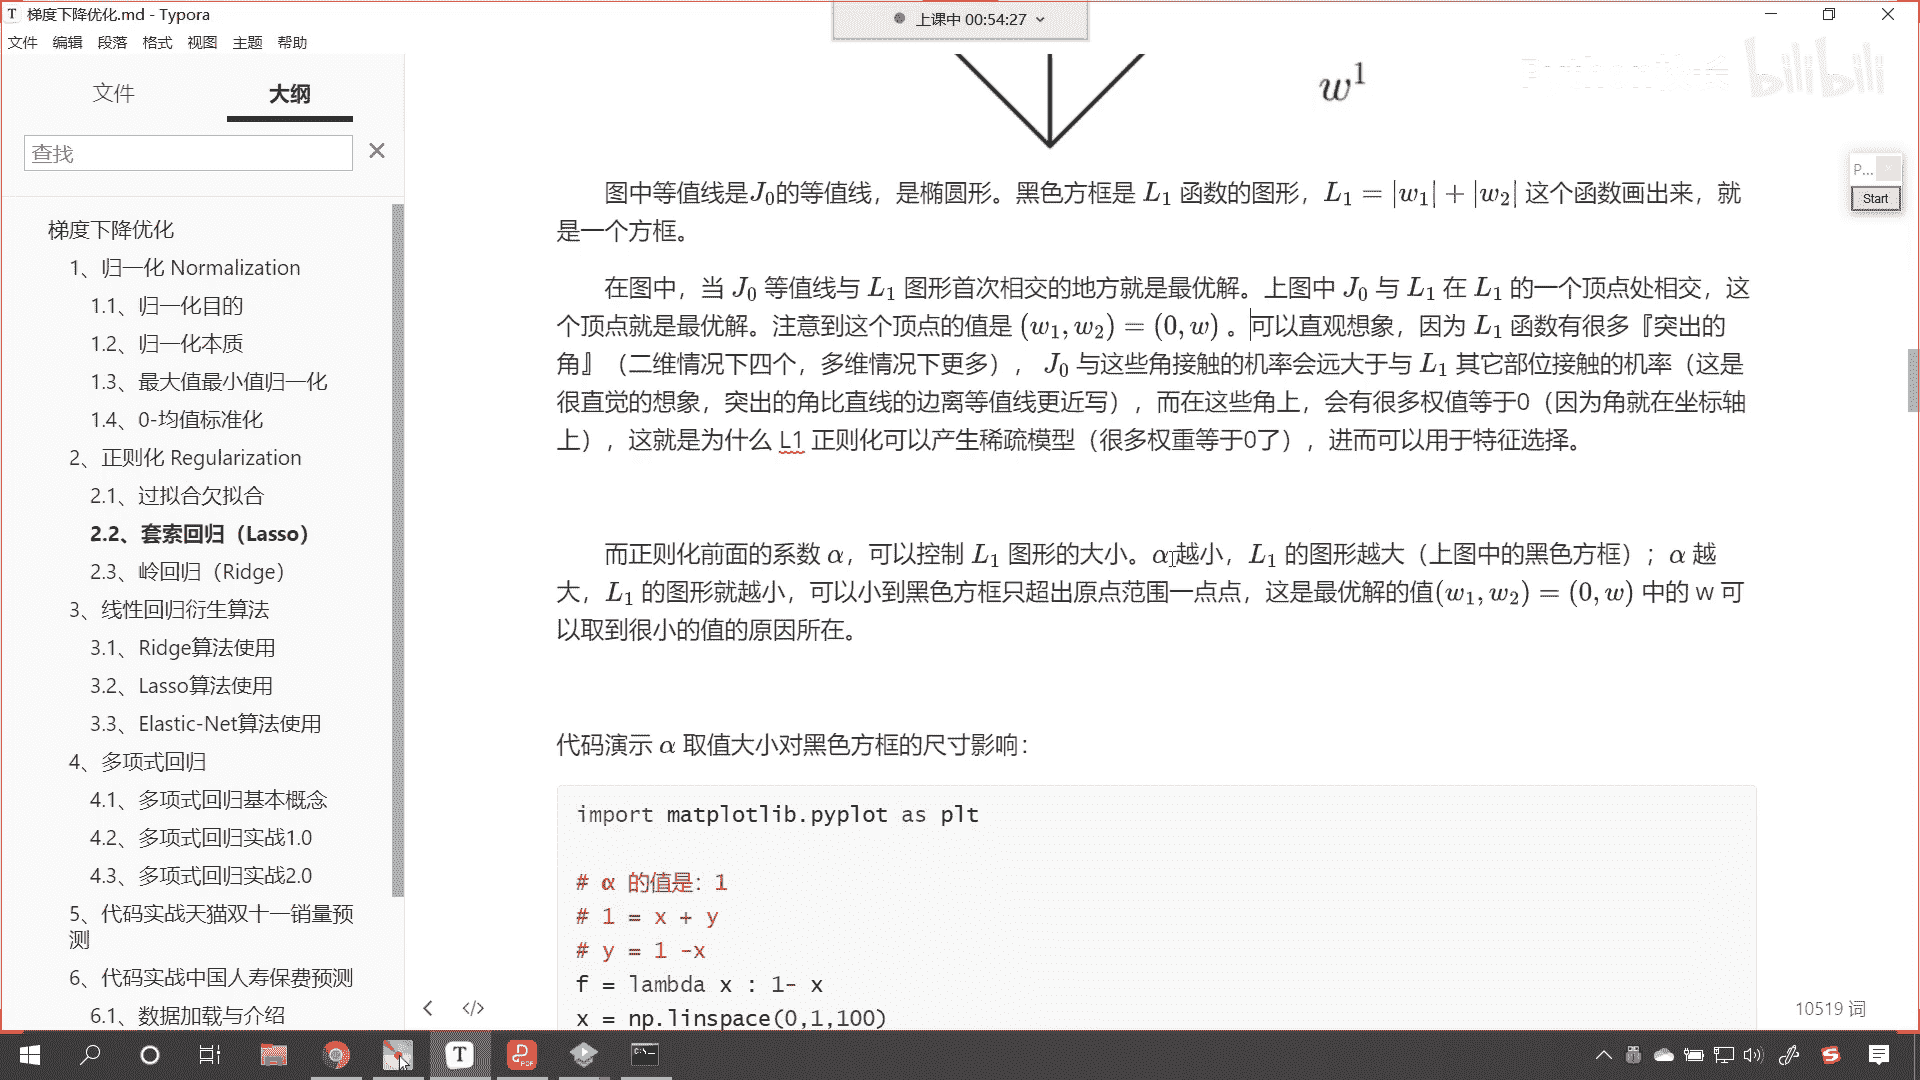 梯度下降优化.md - Typora
上课中 00:54:27
文件 编辑 段落 格式 视图 主题 帮助
文件 大纲
查找
梯度下降优化
1、归一化 Normalization
1.1、归一化目的
1.2、归一化本质
1.3、最大值最小值归一化
1.4、0-均值标准化
2、正则化 Regularization
2.1、过拟合欠拟合
2.2、套索回归（Lasso）
2.3、岭回归（Ridge）
3、线性回归衍生算法
3.1、Ridge算法使用
3.2、Lasso算法使用
3.3、Elastic-Net算法使用
4、多项式回归
4.1、多项式回归基本概念
4.2、多项式回归实战1.0
4.3、多项式回归实战2.0
5、代码实战天猫双十一销量预
测
6、代码实战中国人寿保费预测
6.1、数据加载与介绍
w¹
bilibili
P...
Start
图中等值线是J₀的等值线，是椭圆形。黑色方框是 L₁ 函数的图形，L₁ = |w₁| + |w₂| 这个函数画出来，就
是一个方框。
在图中，当 J₀ 等值线与 L₁ 图形首次相交的地方就是最优解。上图中 J₀ 与 L₁ 在 L₁ 的一个顶点处相交，这
个顶点就是最优解。注意到这个顶点的值是 (w₁, w₂) = (0, w) 。可以直观想象，因为 L₁ 函数有很多『突出的
角』（二维情况下四个，多维情况下更多）， J₀ 与这些角接触的机率会远大于与 L₁ 其它部位接触的机率（这是
很直觉的想象，突出的角比直线的边离等值线更近写），而在这些角上，会有很多权值等于0（因为角就在坐标轴
上），这就是为什么 L1 正则化可以产生稀疏模型（很多权重等于0了），进而可以用于特征选择。
而正则化前面的系数 α，可以控制 L₁ 图形的大小。α 越小，L₁ 的图形越大（上图中的黑色方框）；α 越
大，L₁ 的图形就越小，可以小到黑色方框只超出原点范围一点点，这是最优解的值(w₁, w₂) = (0, w) 中的 w 可
以取到很小的值的原因所在。
代码演示 α 取值大小对黑色方框的尺寸影响：
import matplotlib.pyplot as plt
# α 的值是：1
# 1 = x + y
# y = 1 -x
f = lambda x : 1- x
x = np.linspace(0,1,100)
10519 词